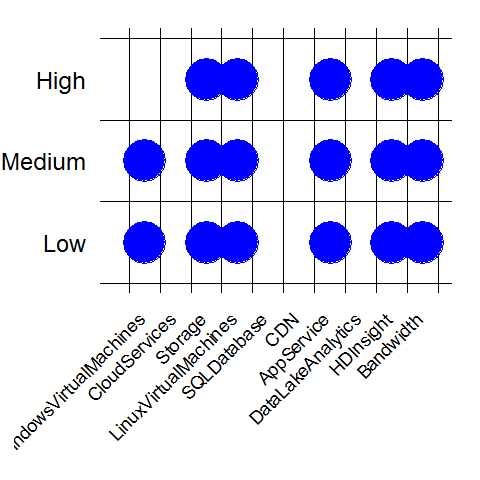 High
Medium
Low
ndowsVirtualMachines
CloudServices
Storage
LinuxVirtualMachines
SQLDatabase
CDN
AppService
DataLakeAnalytics
HDInsight
Bandwidth